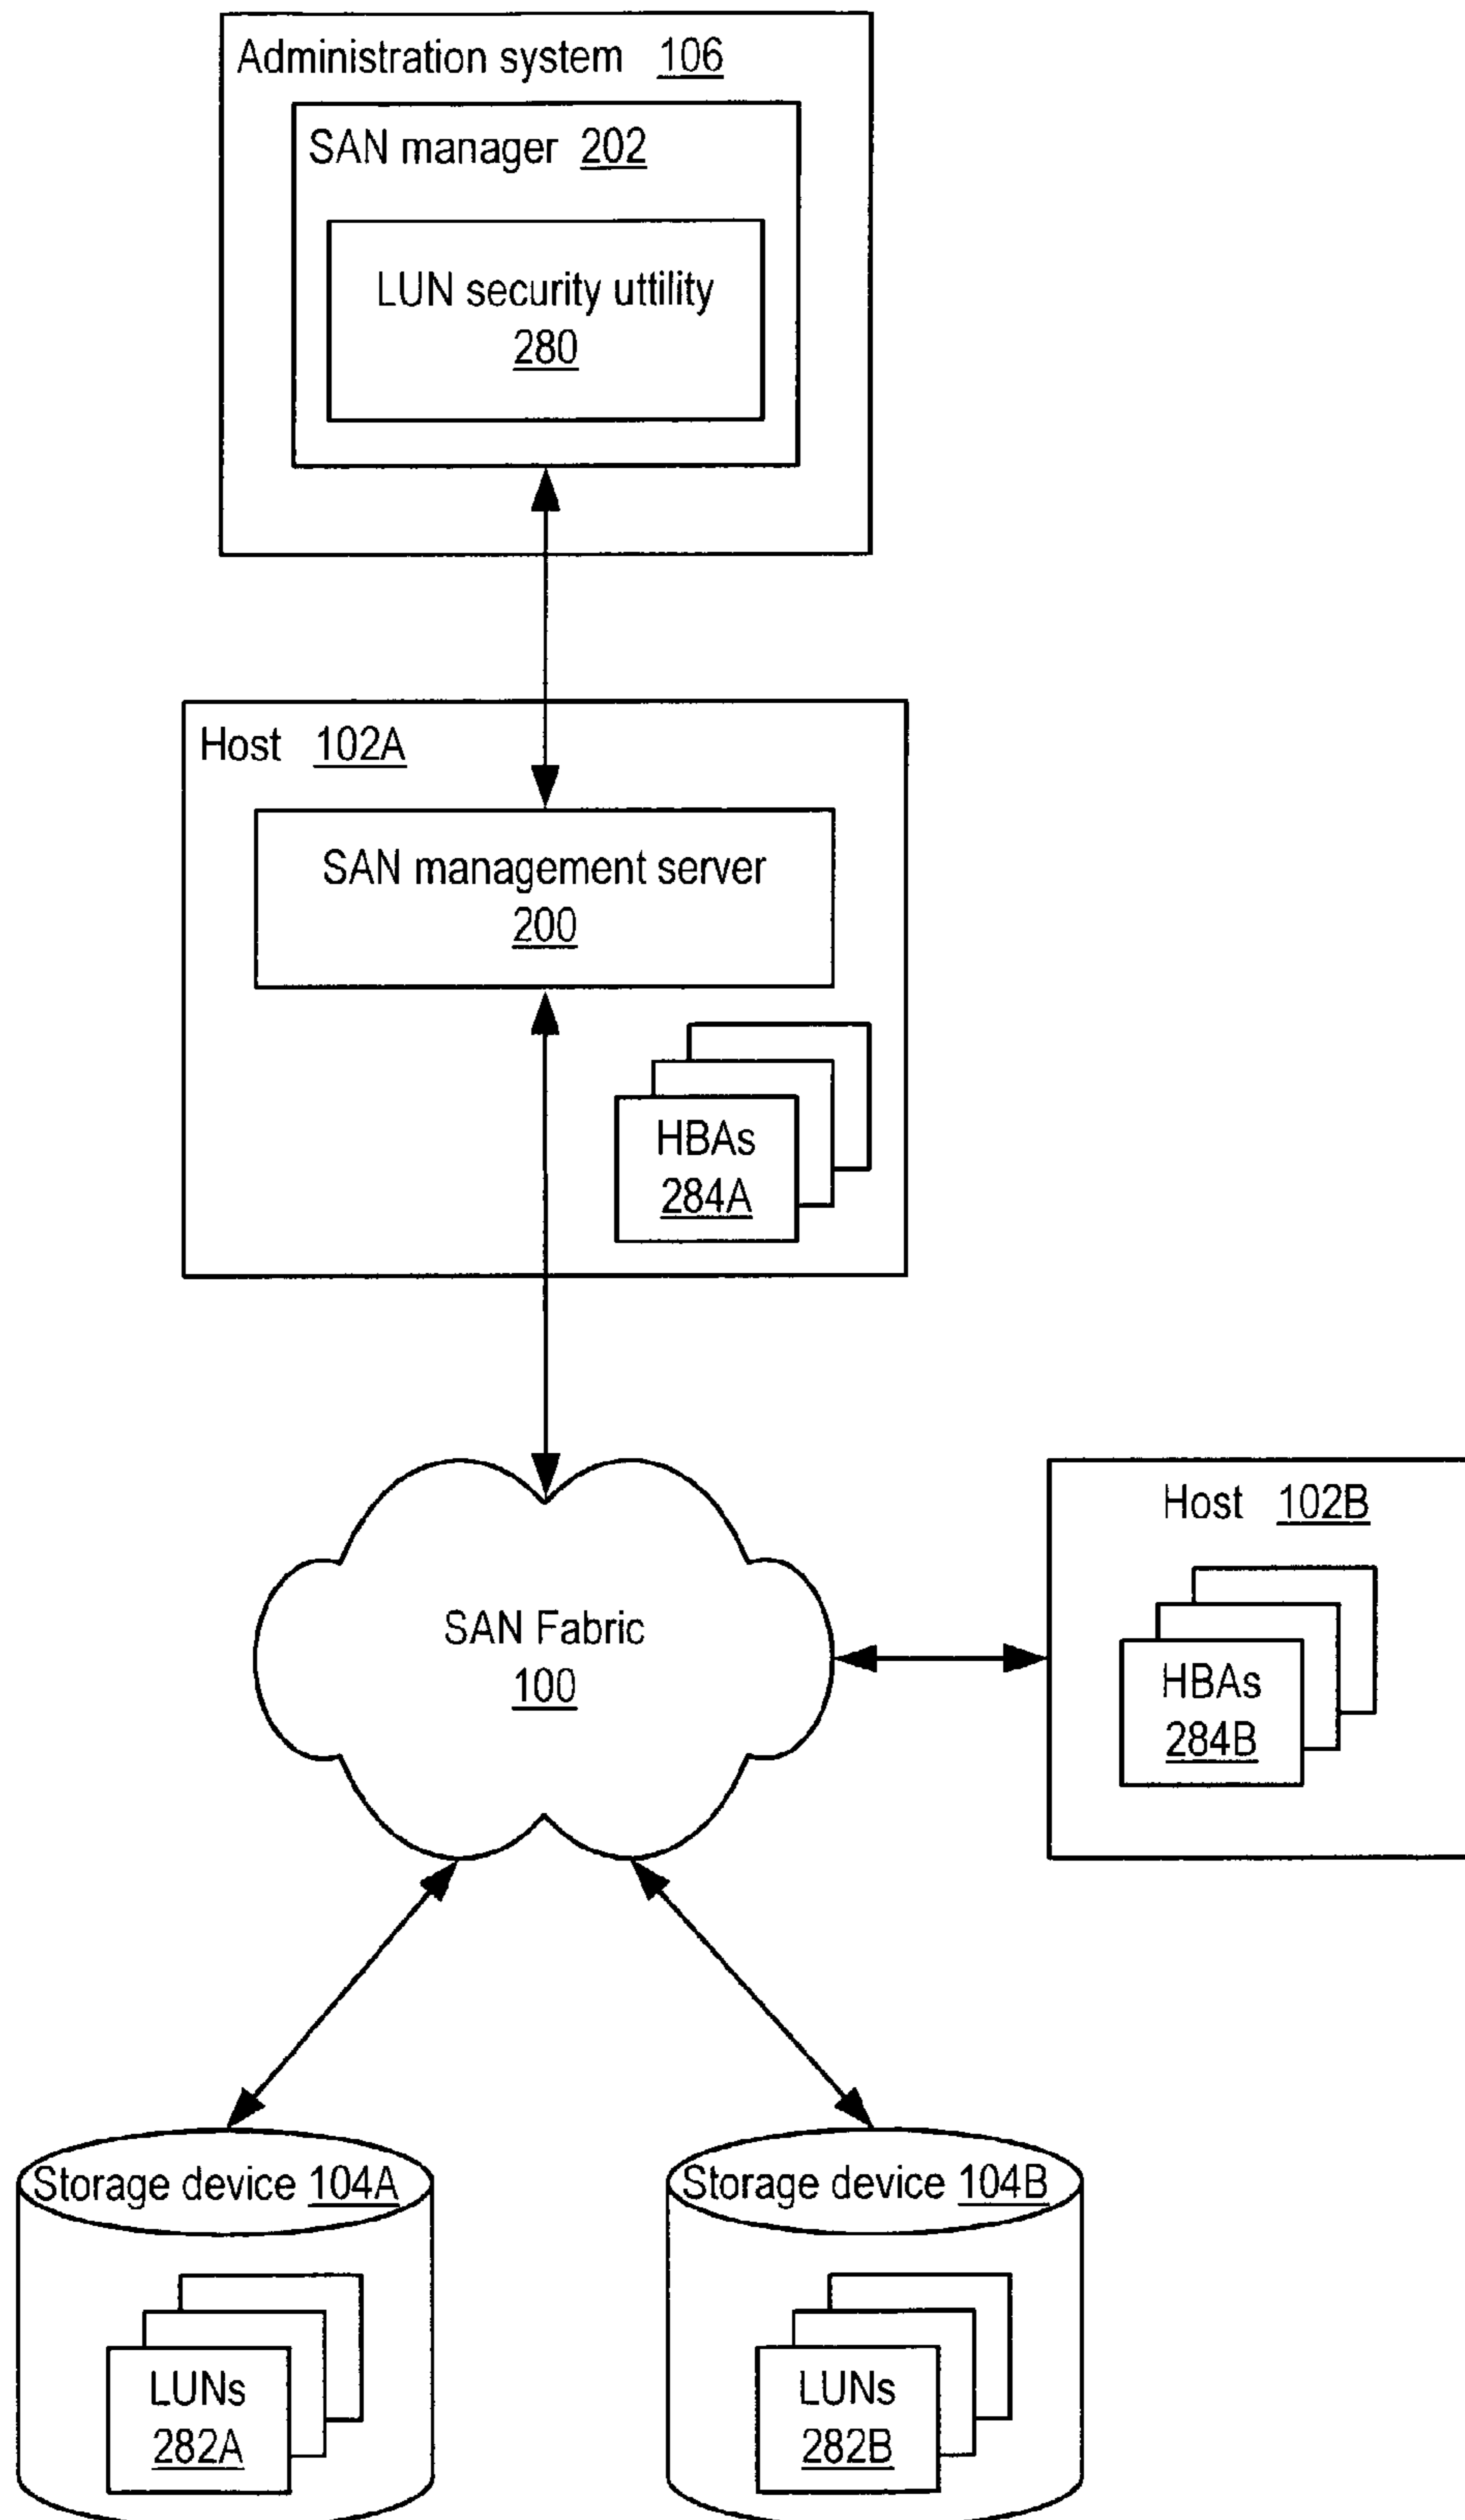 Administration system 106
SAN manager 202
LUN security uttility
280
Host 102A
SAN management server
200
HBAs
284A
Host 102B
SAN Fabric
100
HBAs
284B
Storage device 104A
Storage device 104B
LUNs
282A
LUNs
282B